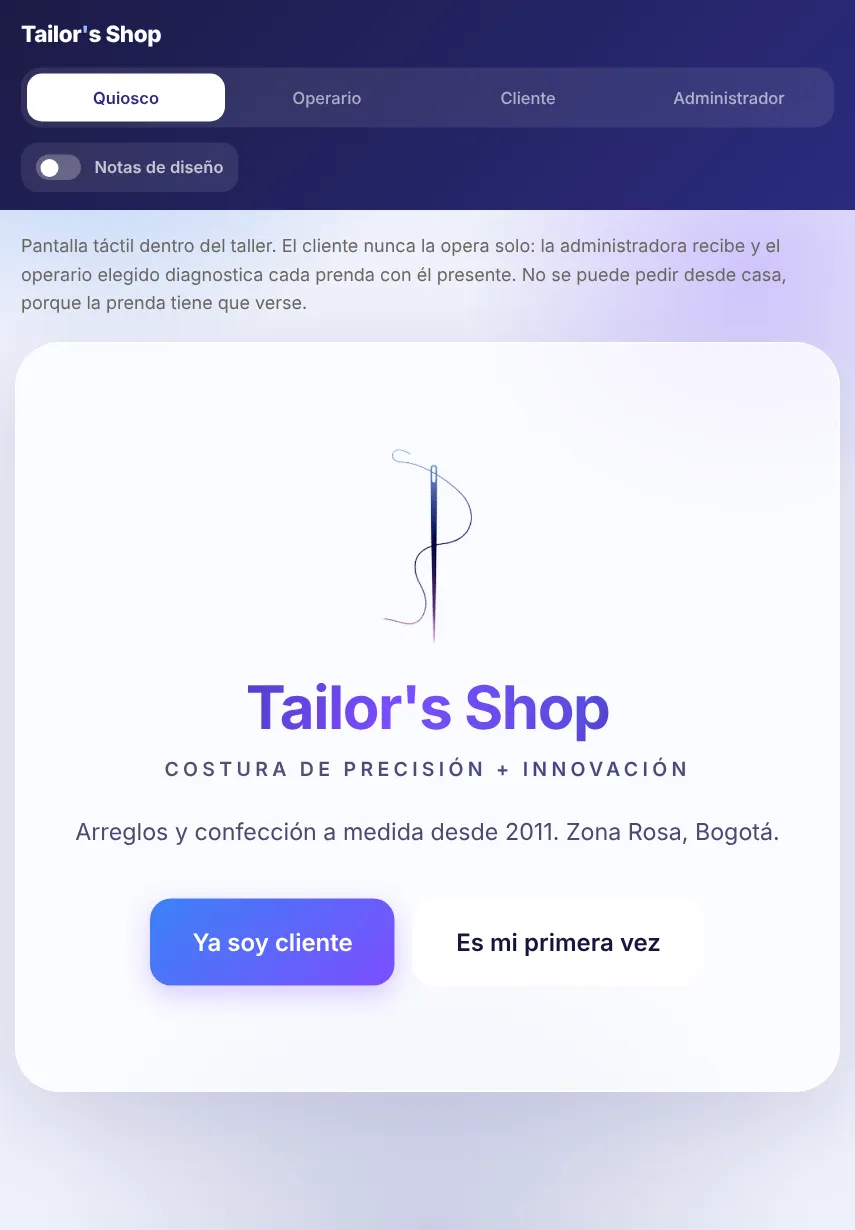 Tailor's Shop
Quiosco
Operario
Cliente
Administrador
Notas de diseño
Pantalla táctil dentro del taller. El cliente nunca la opera solo: la administradora recibe y el
operario elegido diagnostica cada prenda con él presente. No se puede pedir desde casa,
porque la prenda tiene que verse.
Tailor's Shop
COSTURA DE PRECISIÓN + INNOVACIÓN
Arreglos y confección a medida desde 2011. Zona Rosa, Bogotá.
Ya soy cliente
Es mi primera vez